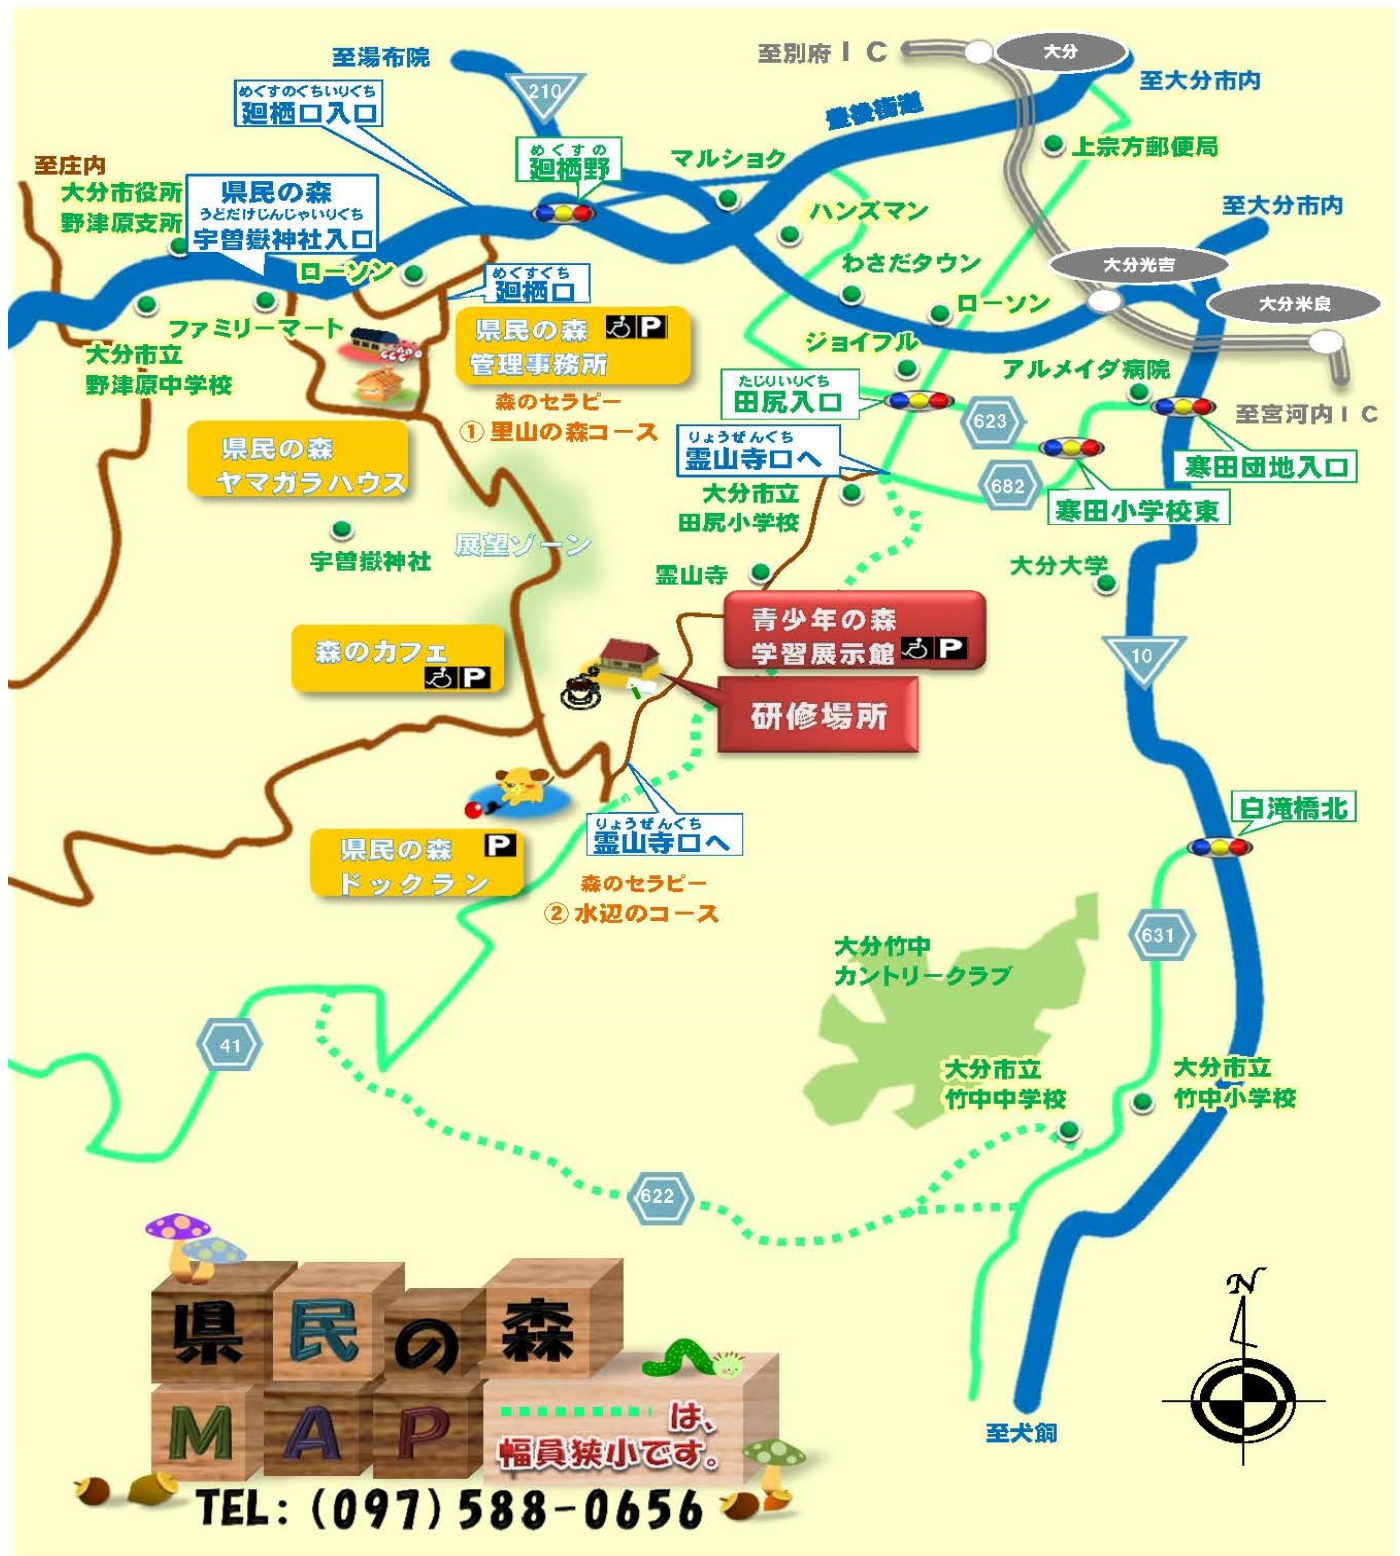 至湯布院
至別府IC
大分
至大分市内
めぐすのぐちいりぐち
廻栖口入口
210
豊後街道
上宗方郵便局
めぐすの
廻栖野
マルショク
至庄内
大分市役所
野津原支所
県民の森
うどだけじんじゃいりぐち
宇曽嶽神社入口
至大分市内
ハンズマン
ローソン
めぐすぐち
廻栖口
わさだタウン
大分光吉
ローソン
大分米良
ファミリーマート
大分市立
野津原中学校
県民の森 P
管理事務所
森のセラピー
①里山の森コース
ジョイフル
アルメイダ病院
たじりいりぐち
田尻入口
623
至宮河内IC
県民の森
ヤマガラハウス
りょうぜんぐち
霊山寺口へ
682
寒田団地入口
大分市立
田尻小学校
寒田小学校東
宇曽嶽神社
展望ゾーン
霊山寺
大分大学
青少年の森
学習展示館 P
森のカフェ
P
10
研修場所
県民の森 P
ドックラン
りょうぜんぐち
霊山寺口へ
白滝橋北
森のセラピー
②水辺のコース
631
大分竹中
カントリークラブ
41
大分市立
竹中中学校
大分市立
竹中小学校
622
県民の森
MAP
は、
幅員狭小です。
N
至犬飼
TEL:(097)588-0656